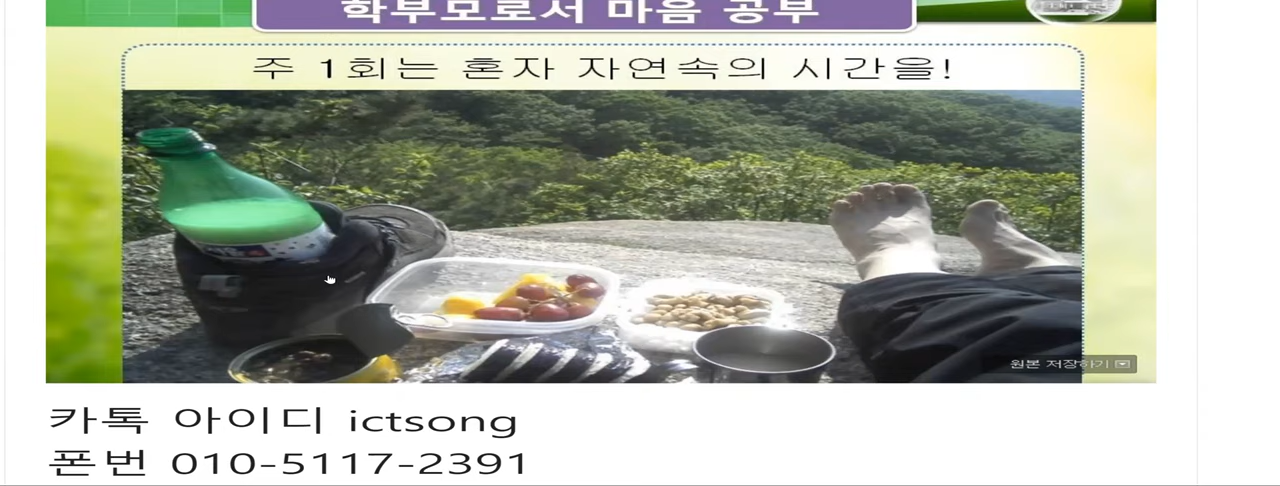 학부모로서 마음 공부
주 1회는 혼자 자연속의 시간을!
원본 저장하기
카톡 아이디 ictsong
폰번 010-5117-2391